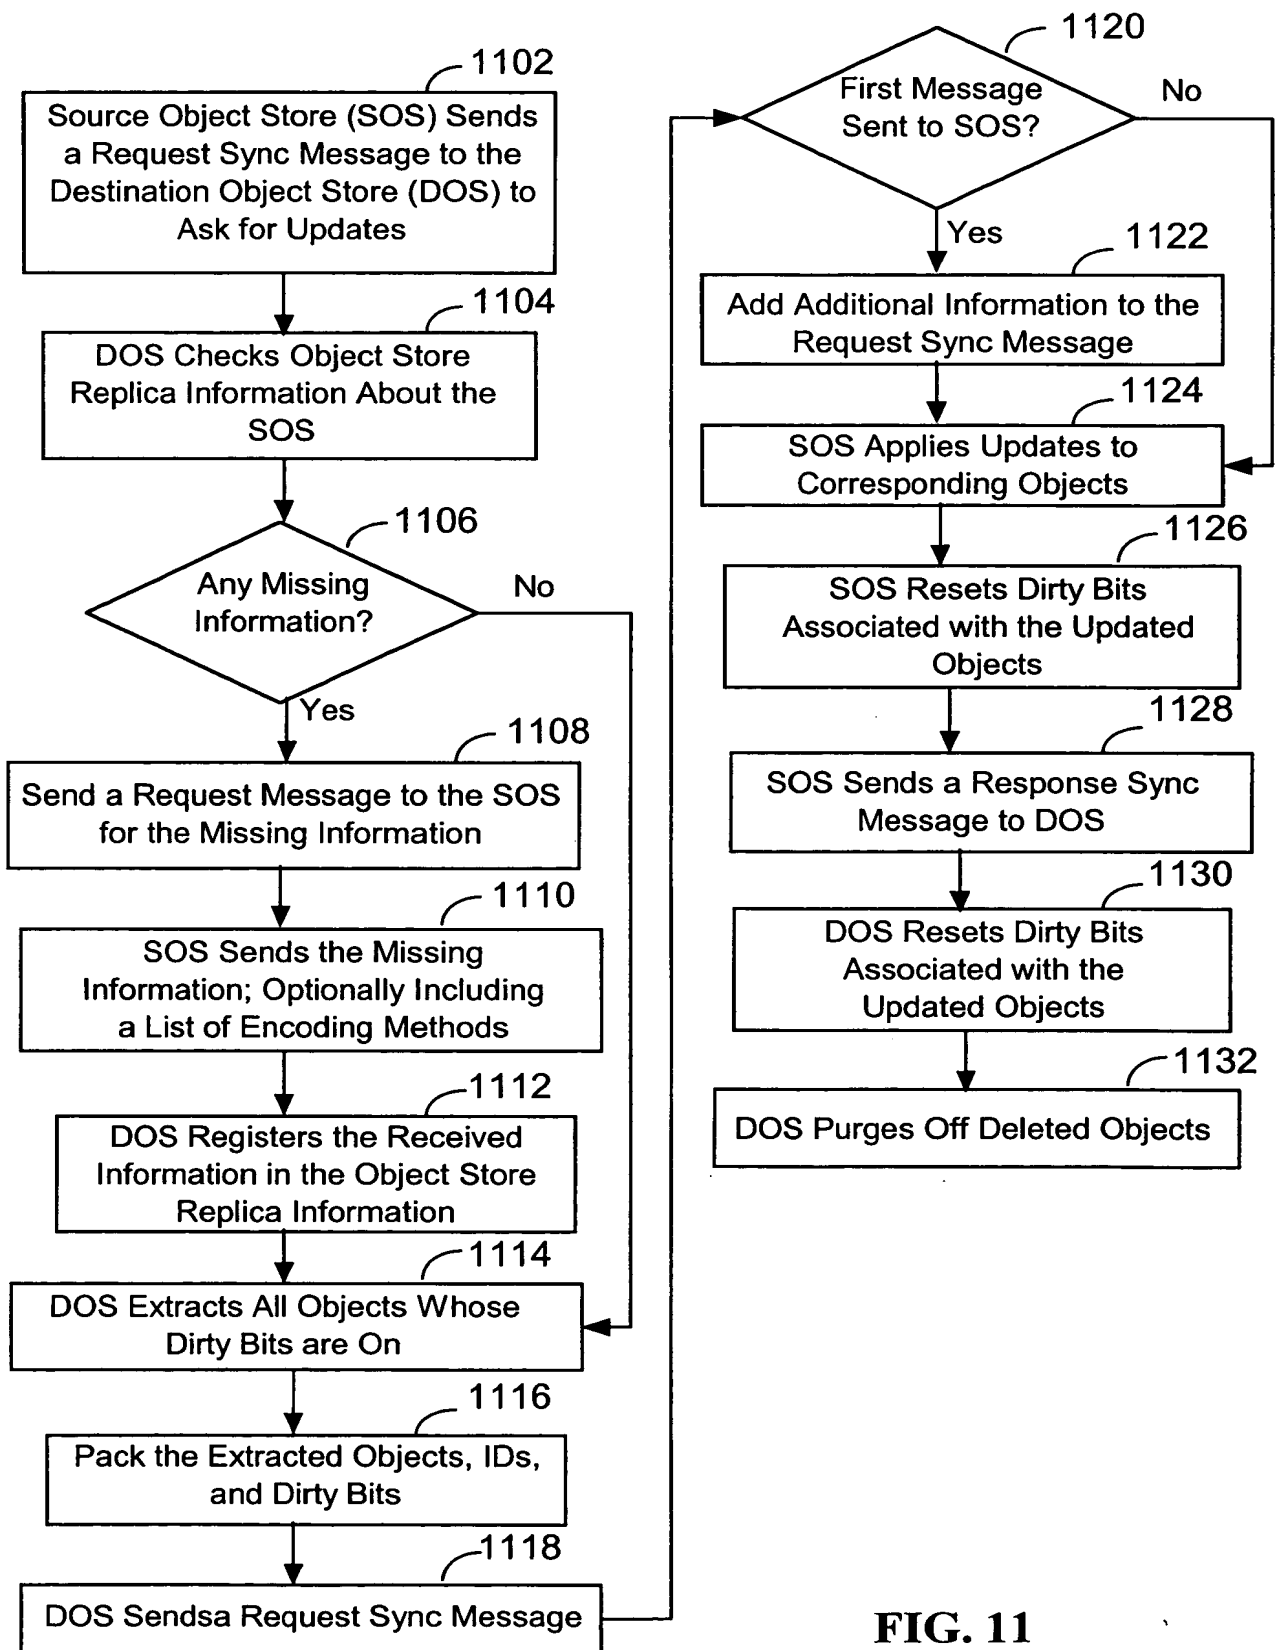 1102
Source Object Store (SOS) Sends
a Request Sync Message to the
Destination Object Store (DOS) to
Ask for Updates
1104
DOS Checks Object Store
Replica Information About the
SOS
1106
Any Missing
Information?
No
Yes
1108
Send a Request Message to the SOS
for the Missing Information
1110
SOS Sends the Missing
Information; Optionally Including
a List of Encoding Methods
1112
DOS Registers the Received
Information in the Object Store
Replica Information
1114
DOS Extracts All Objects Whose
Dirty Bits are On
1116
Pack the Extracted Objects, IDs,
and Dirty Bits
1118
DOS Sendsa Request Sync Message
1120
First Message
Sent to SOS?
No
Yes
1122
Add Additional Information to the
Request Sync Message
1124
SOS Applies Updates to
Corresponding Objects
1126
SOS Resets Dirty Bits
Associated with the Updated
Objects
1128
SOS Sends a Response Sync
Message to DOS
1130
DOS Resets Dirty Bits
Associated with the
Updated Objects
1132
DOS Purges Off Deleted Objects
FIG. 11